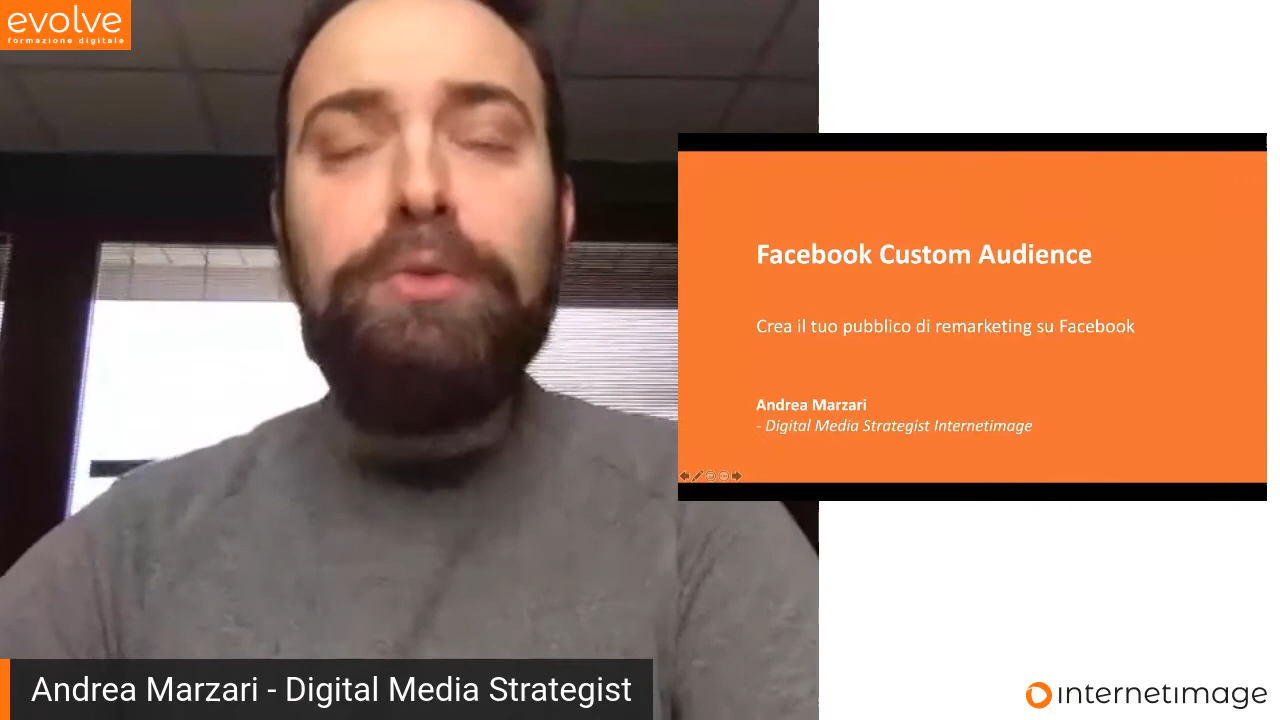 evolve
formazione digitale
Facebook Custom Audience
Crea il tuo pubblico di remarketing su Facebook
Andrea Marzari
- Digital Media Strategist Internetimage
Andrea Marzari - Digital Media Strategist
internetimage